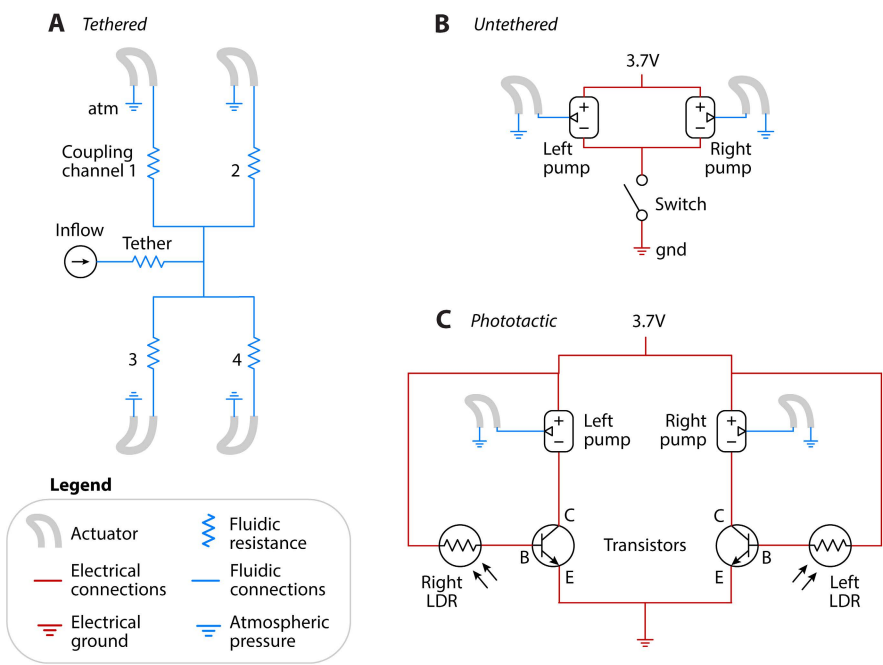 A Tethered
atm
Coupling
channel 1
2
Inflow
Tether
3
4
B Untethered
3.7V
+
−
+
−
Left
pump
Right
pump
Switch
gnd
C Phototactic
3.7V
+
−
Left
pump
Right
pump
+
−
C
B
E
Transistors
C
B
E
Right
LDR
Left
LDR
Legend
Actuator
Fluidic
resistance
Electrical
connections
Fluidic
connections
Electrical
ground
Atmospheric
pressure